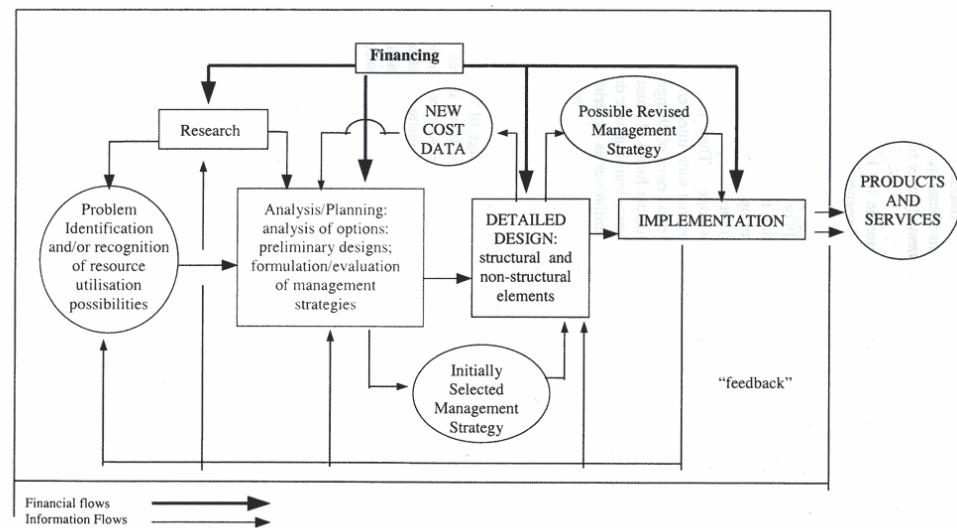 Financing
Research
NEW
COST
DATA
Possible Revised
Management
Strategy
PRODUCTS
AND
SERVICES
Problem
Identification
and/or recognition
of resource
utilisation
possibilities
Analysis/Planning:
analysis of options:
preliminary designs;
formulation/evaluation
of management
strategies
DETAILED
DESIGN:
structural and
non-structural
elements
IMPLEMENTATION
Initially
Selected
Management
Strategy
“feedback”
Financial flows
Information Flows